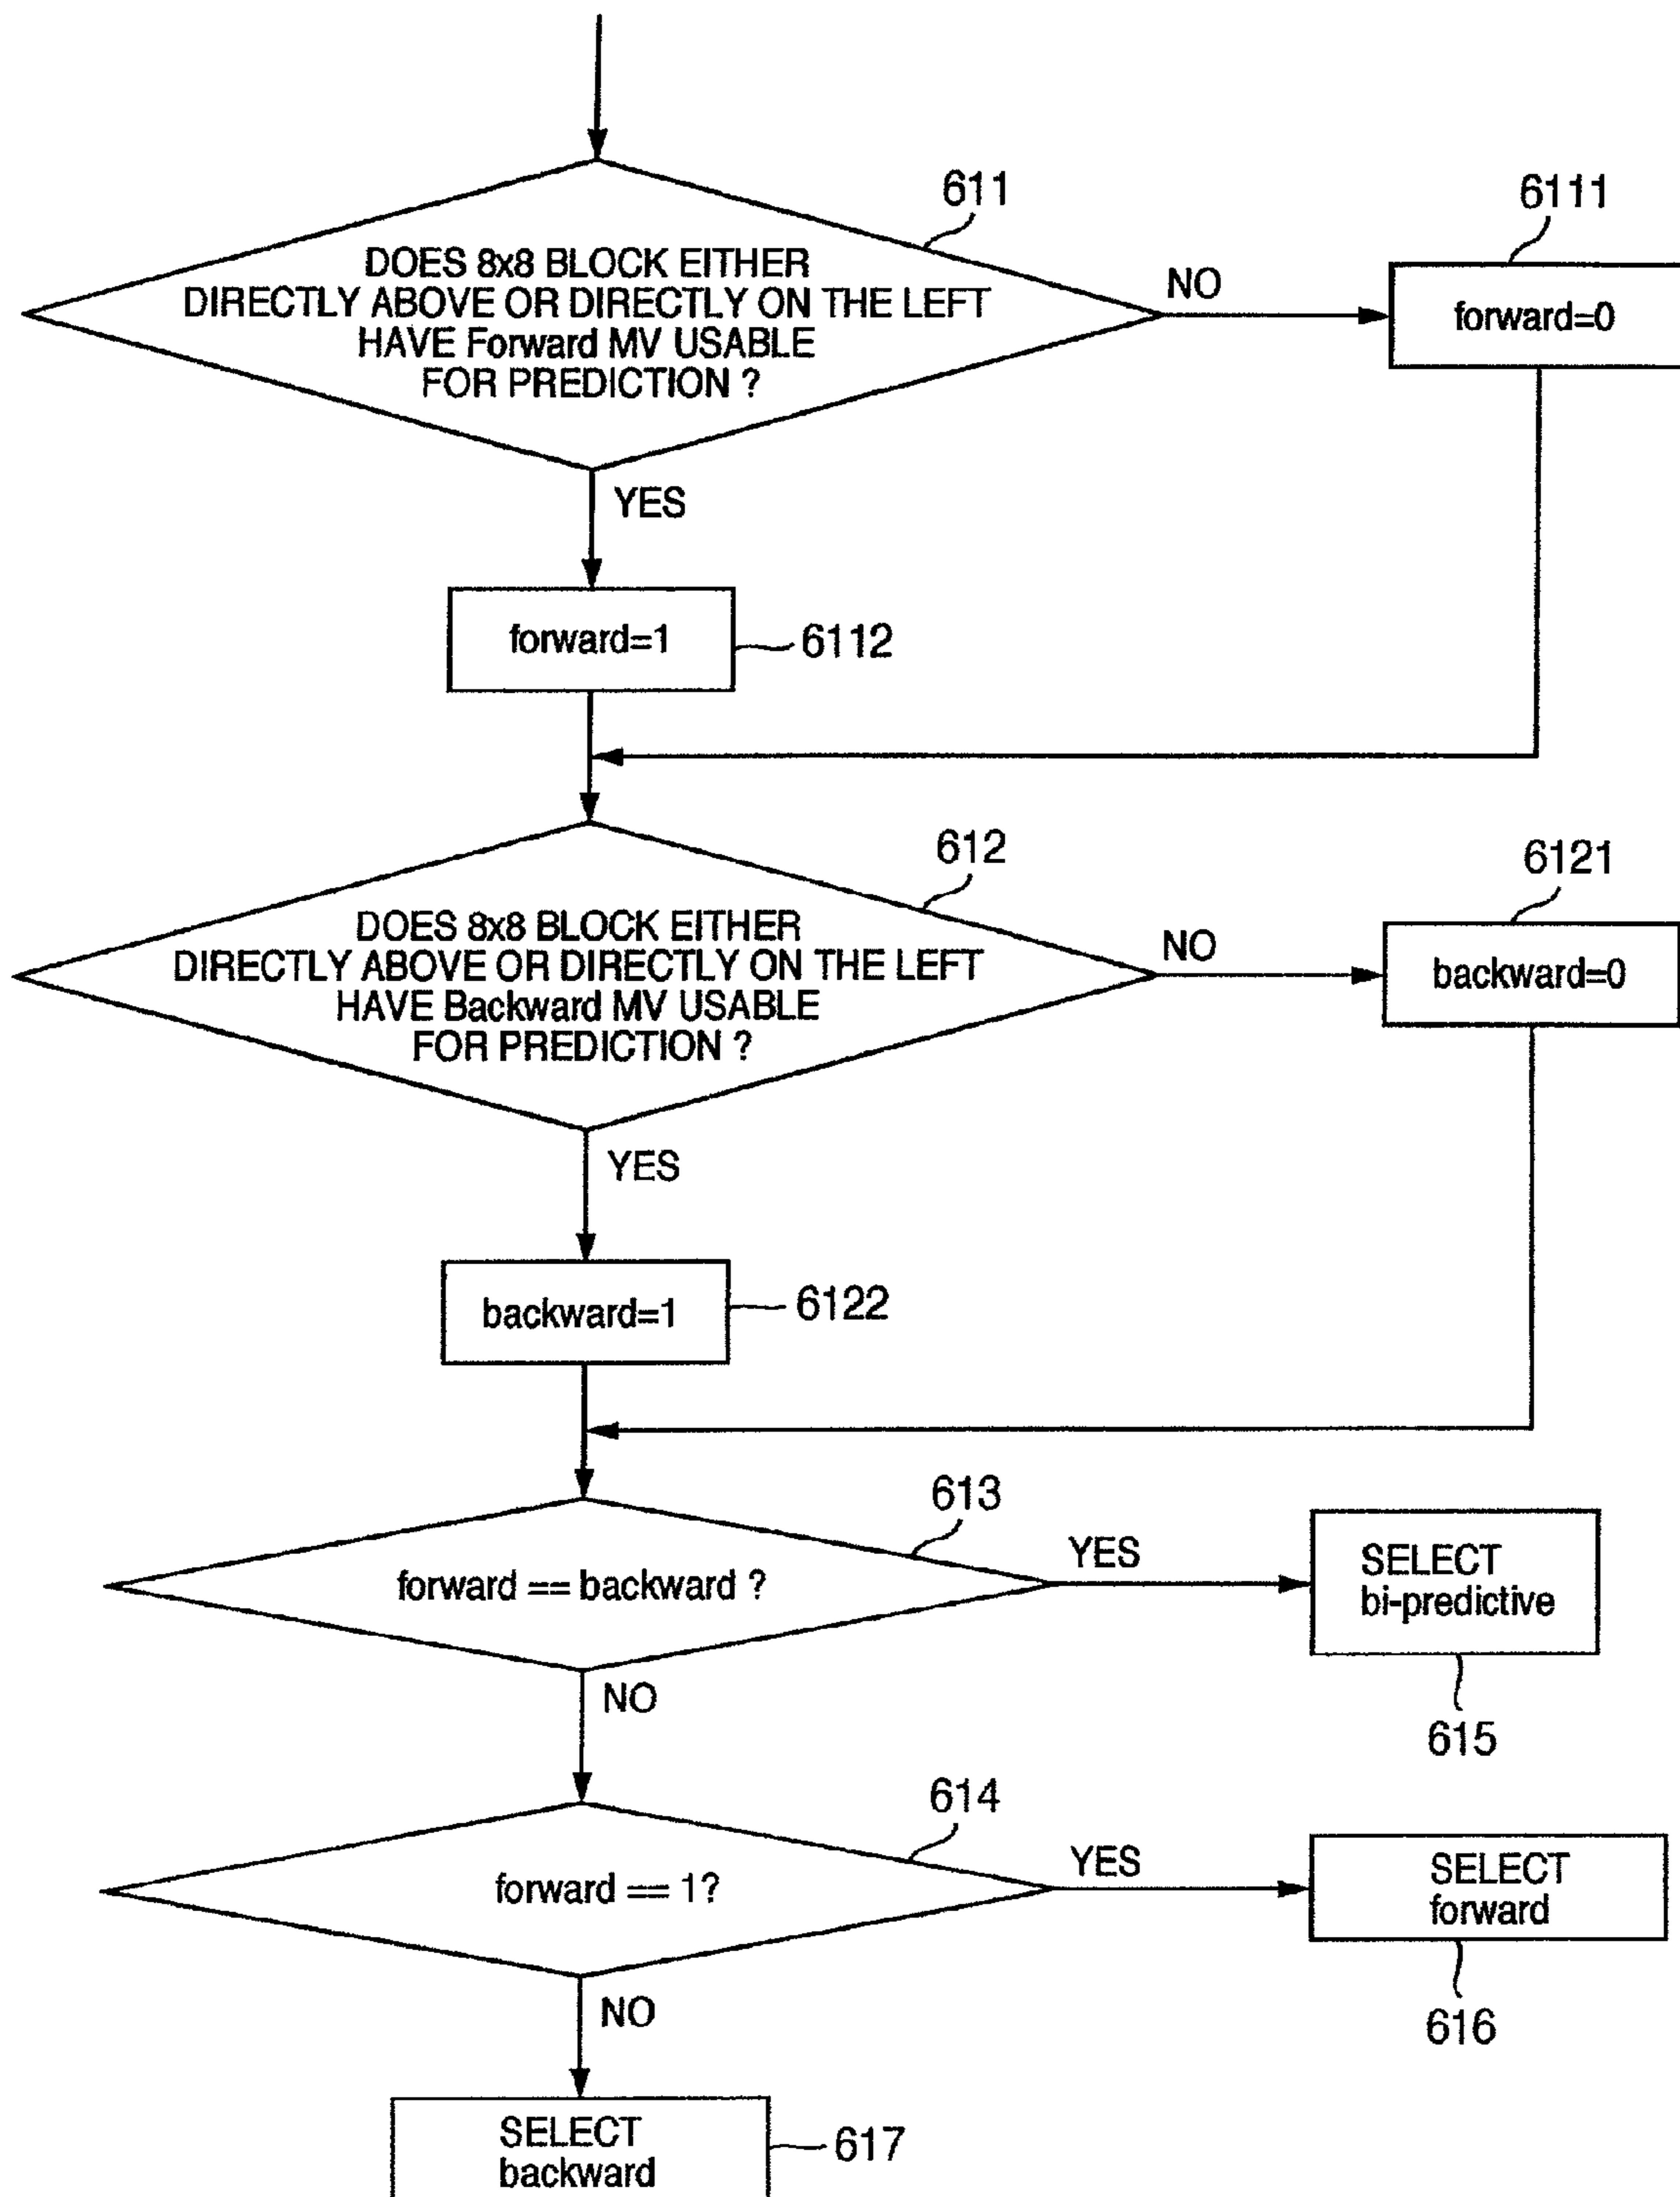 611
6111
DOES 8x8 BLOCK EITHER
DIRECTLY ABOVE OR DIRECTLY ON THE LEFT
HAVE Forward MV USABLE
FOR PREDICTION ?
NO
forward=0
YES
forward=1
6112
612
6121
DOES 8x8 BLOCK EITHER
DIRECTLY ABOVE OR DIRECTLY ON THE LEFT
HAVE Backward MV USABLE
FOR PREDICTION ?
NO
backward=0
YES
backward=1
6122
613
forward == backward ?
YES
SELECT
bi-predictive
615
NO
614
forward == 1?
YES
SELECT
forward
616
NO
SELECT
backward
617